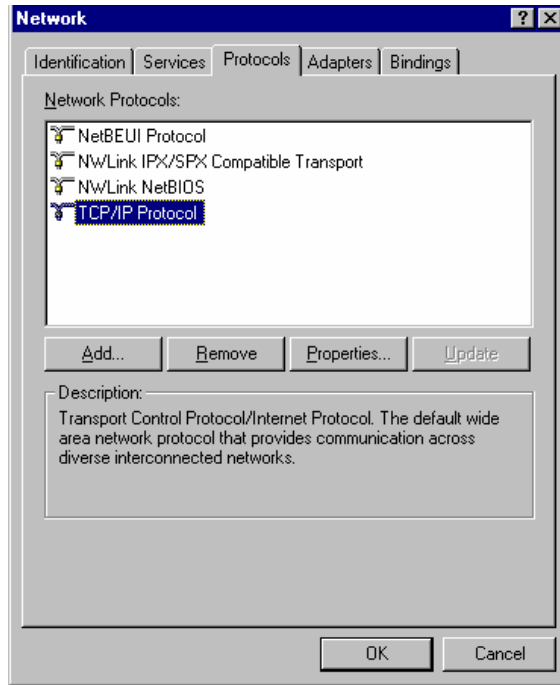 Network
Identification Services Protocols Adapters Bindings
Network Protocols:
NetBEUI Protocol
NWLink IPX/SPX Compatible Transport
NWLink NetBIOS
TCP/IP Protocol
Add... Remove Properties... Update
Description:
Transport Control Protocol/Internet Protocol. The default wide
area network protocol that provides communication across
diverse interconnected networks.
OK Cancel